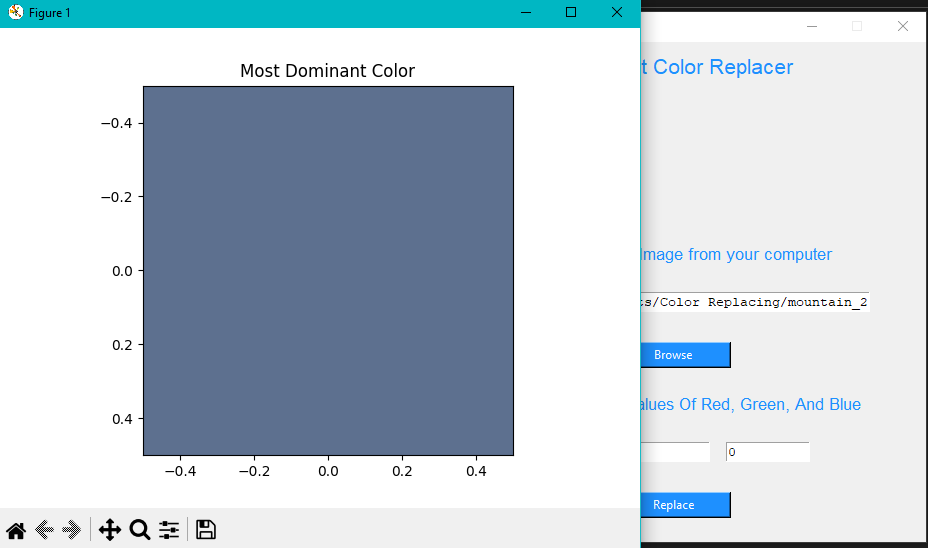 Figure 1
Most Dominant Color
−0.4
−0.2
0.0
0.2
0.4
−0.4 −0.2 0.0 0.2 0.4
t Color Replacer
Image from your computer
ts/Color Replacing/mountain_2
Browse
alues Of Red, Green, And Blue
0
Replace